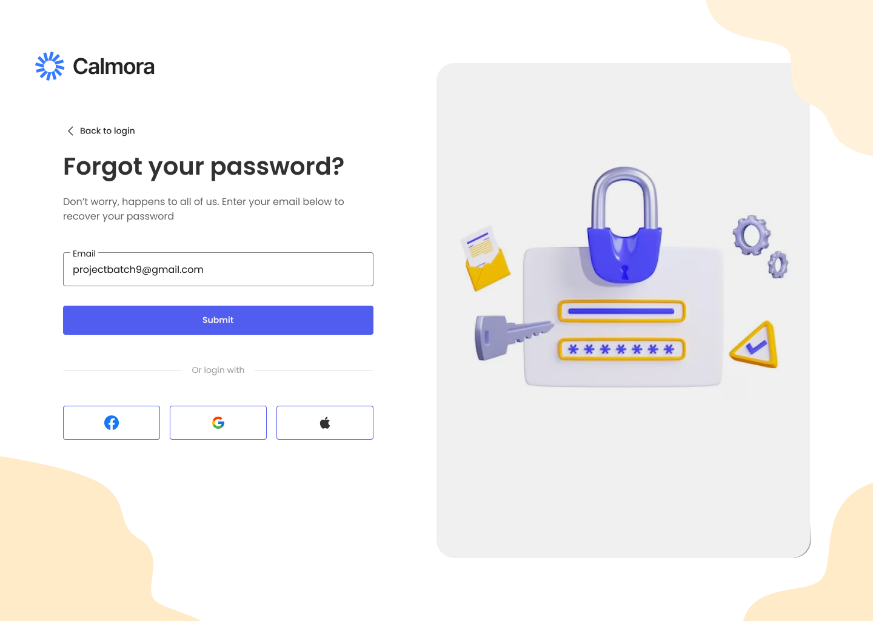 Calmora
Back to login
Forgot your password?
Don’t worry, happens to all of us. Enter your email below to
recover your password
Email
projectbatch9@gmail.com
Submit
Or login with
*******